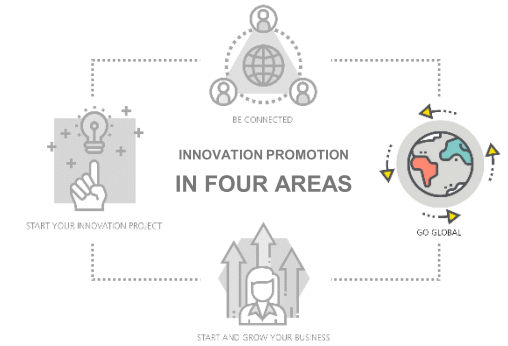 BE CONNECTED
INNOVATION PROMOTION
IN FOUR AREAS
START YOUR INNOVATION PROJECT
GO GLOBAL
START AND GROW YOUR BUSINESS